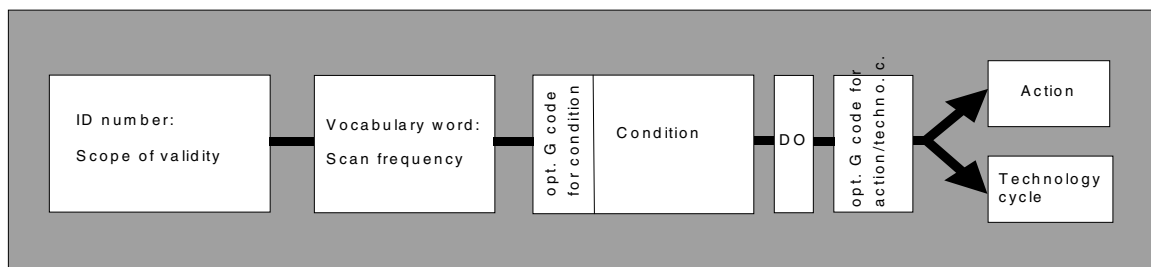 ID number:
Scope of validity
Vocabulary word:
Scan frequency
opt. G code
for condition
Condition
DO
opt. G code for
action/techno. c.
Action
Technology
cycle